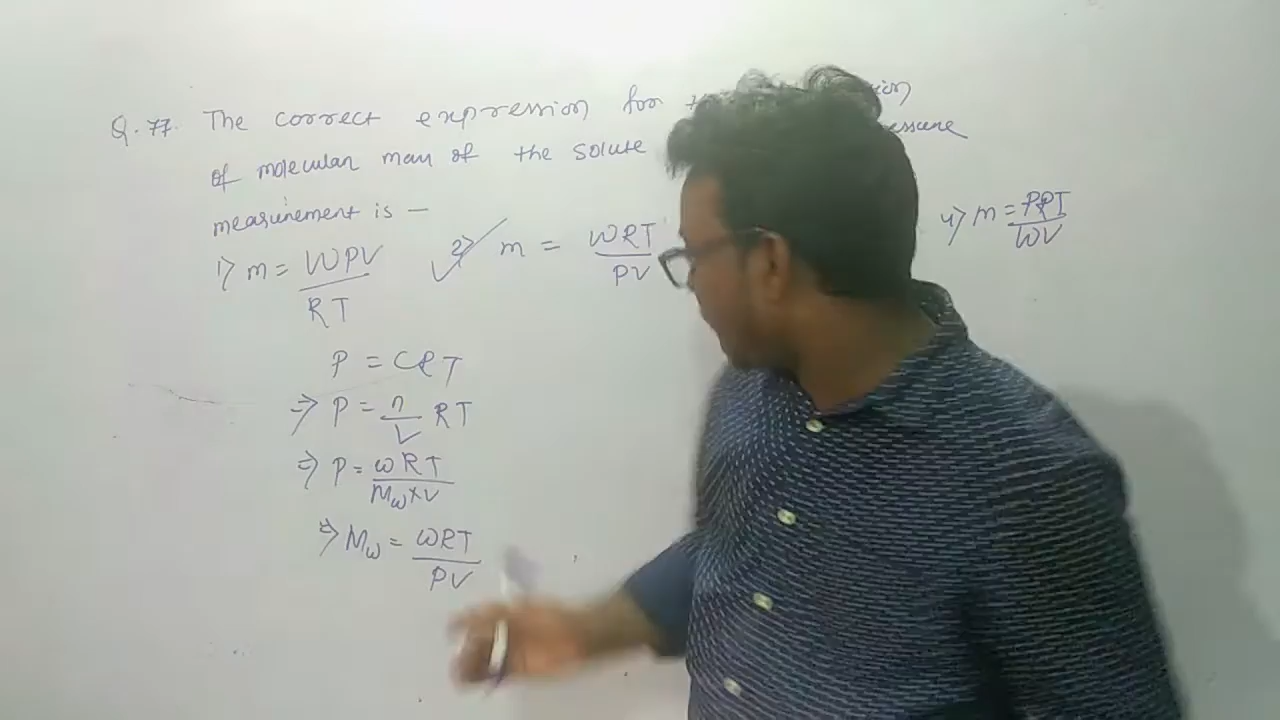 Q.77. The correct expression for
of molecular mass of the solute
measurement is —
1) m = WPV / RT 2) m = WRT / PV 4) m = PRT / WV
P = CRT
=> P = n / V RT
=> P = wRT / Mw×v
=> Mw = wRT / PV